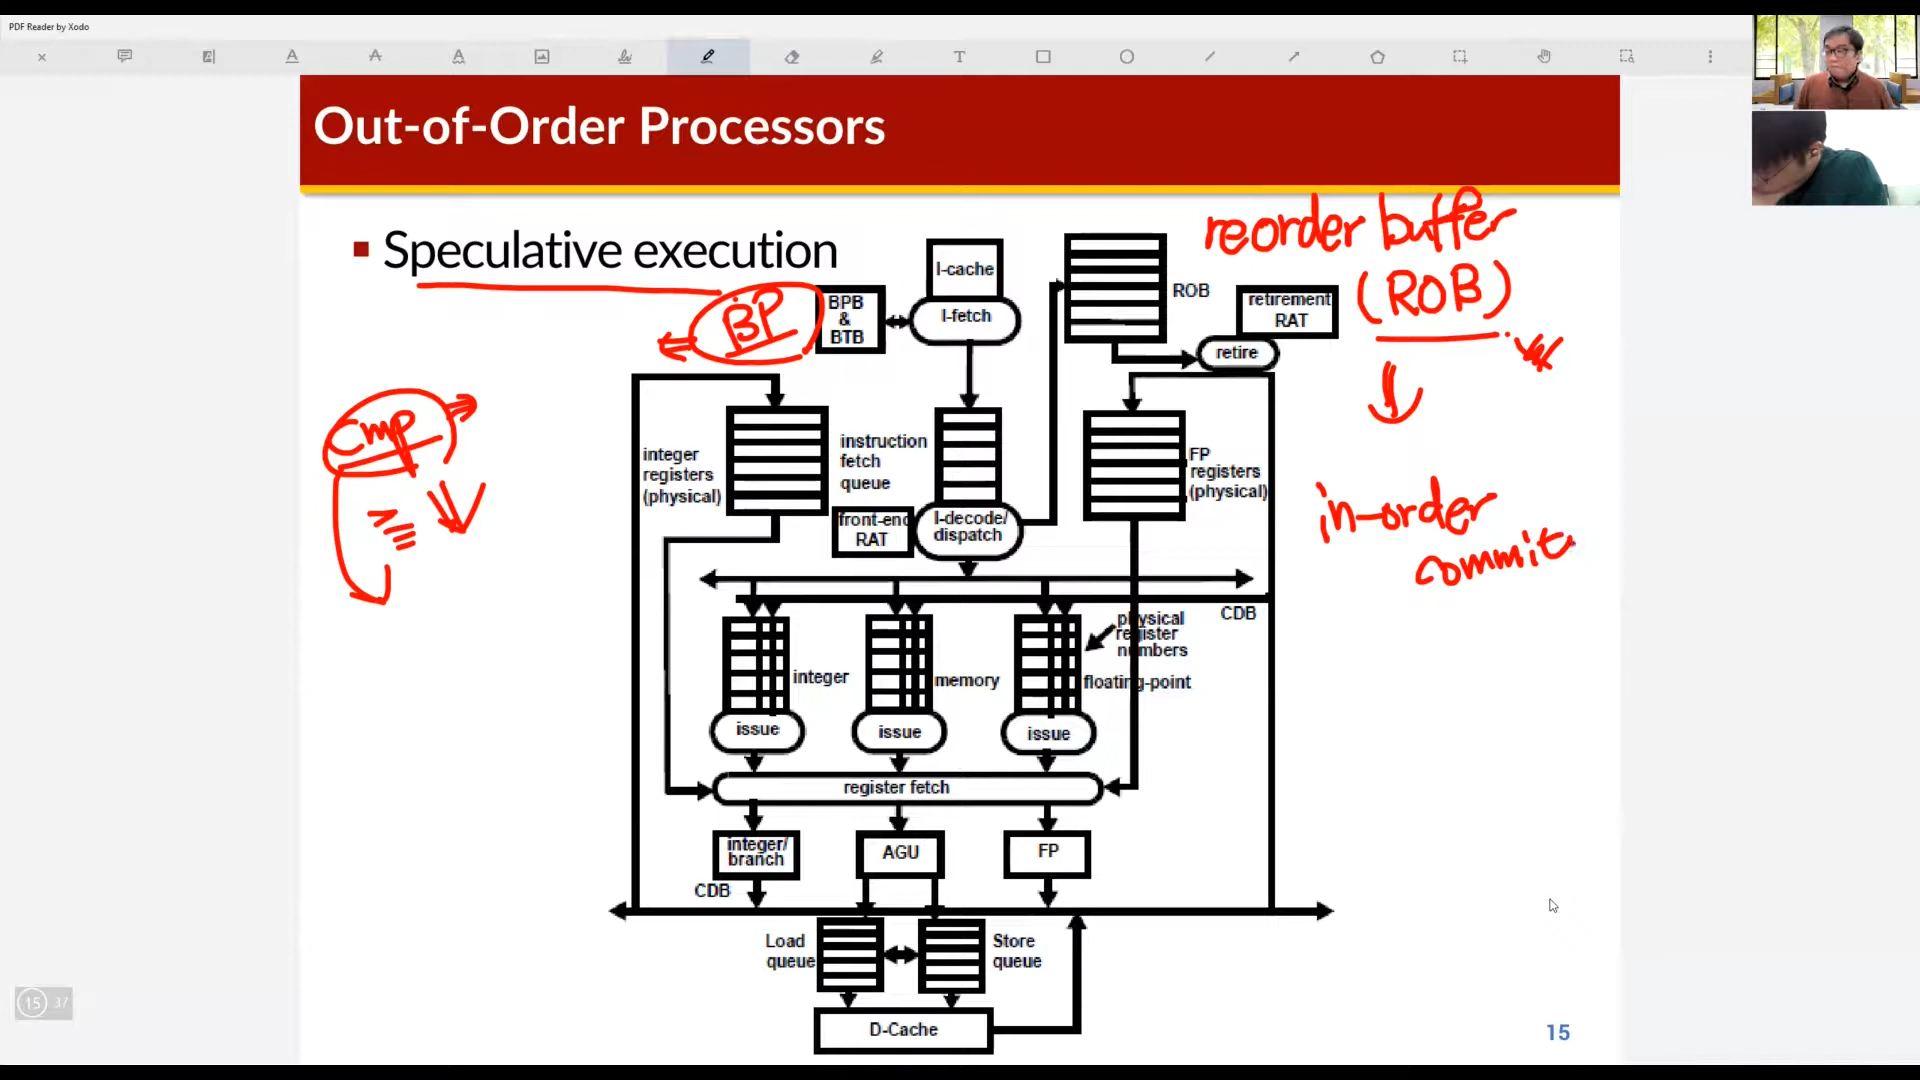 PDF Reader by Xodo
Out-of-Order Processors
Speculative execution
reorder buffer
(ROB)
in-order
commit
BP
cmp
I-cache
BPB
&
BTB
I-fetch
ROB
retirement
RAT
retire
integer
registers
(physical)
instruction
fetch
queue
FP
registers
(physical)
front-end
RAT
I-decode/
dispatch
CDB
physical
register
numbers
integer
memory
floating-point
issue
issue
issue
register fetch
integer/
branch
AGU
FP
CDB
Load
queue
Store
queue
D-Cache
15 37
15